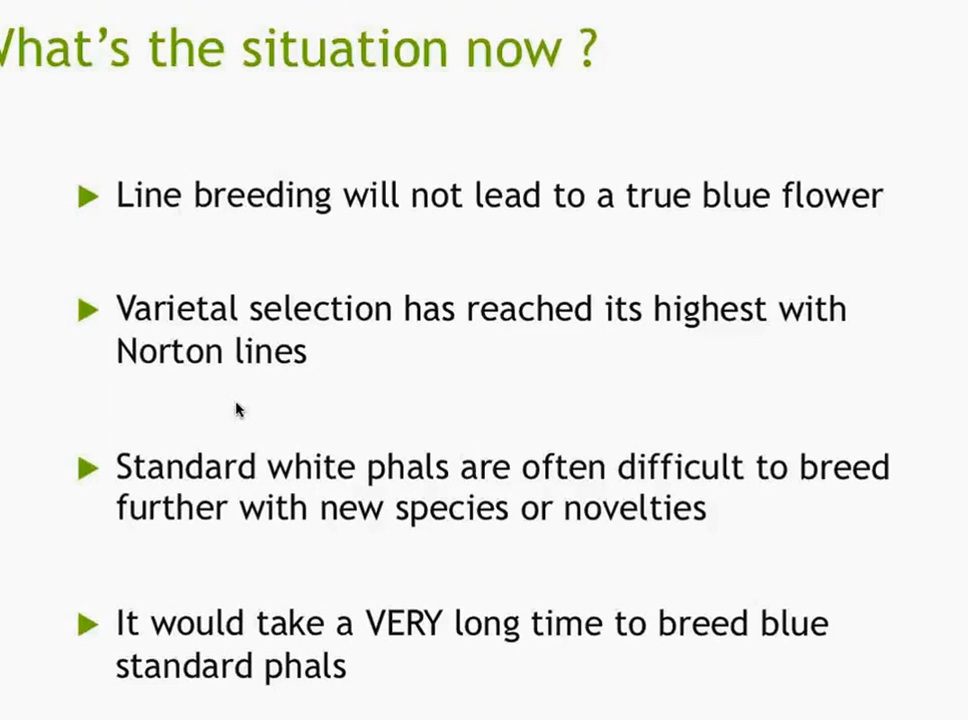 What's the situation now ?
Line breeding will not lead to a true blue flower
Varietal selection has reached its highest with
Norton lines
Standard white phals are often difficult to breed
further with new species or novelties
It would take a VERY long time to breed blue
standard phals